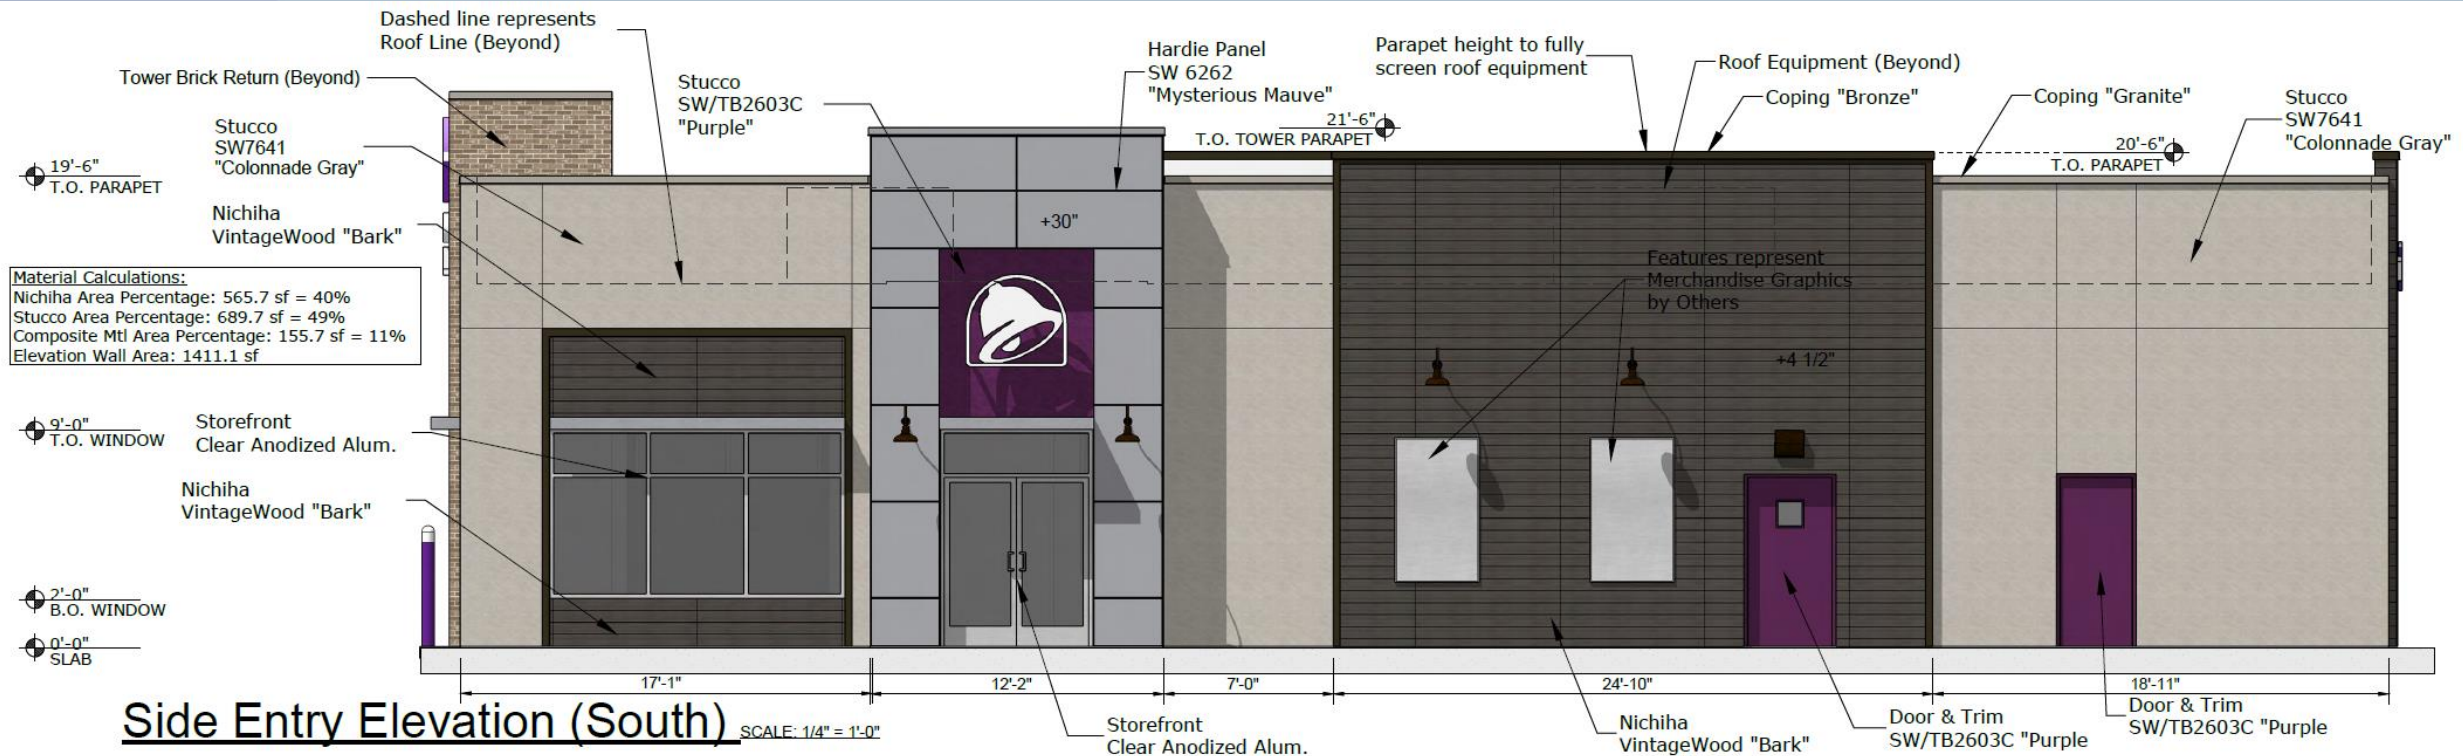 Dashed line represents
Roof Line (Beyond)
Tower Brick Return (Beyond)
Stucco
SW7641
"Colonnade Gray"
19'-6"
T.O. PARAPET
Nichiha
VintageWood "Bark"
Material Calculations:
Nichiha Area Percentage: 565.7 sf = 40%
Stucco Area Percentage: 689.7 sf = 49%
Composite Mtl Area Percentage: 155.7 sf = 11%
Elevation Wall Area: 1411.1 sf
9'-0"
T.O. WINDOW
Storefront
Clear Anodized Alum.
Nichiha
VintageWood "Bark"
2'-0"
B.O. WINDOW
0'-0"
SLAB
Stucco
SW/TB2603C
"Purple"
Hardie Panel
SW 6262
"Mysterious Mauve"
21'-6"
T.O. TOWER PARAPET
+30"
Parapet height to fully
screen roof equipment
Roof Equipment (Beyond)
Coping "Bronze"
Coping "Granite"
Stucco
SW7641
"Colonnade Gray"
20'-6"
T.O. PARAPET
Features represent
Merchandise Graphics
by Others
+4 1/2"
17'-1"
12'-2"
7'-0"
24'-10"
18'-11"
Side Entry Elevation (South)
SCALE: 1/4" = 1'-0"
Storefront
Clear Anodized Alum.
Nichiha
VintageWood "Bark"
Door & Trim
SW/TB2603C "Purple
Door & Trim
SW/TB2603C "Purple